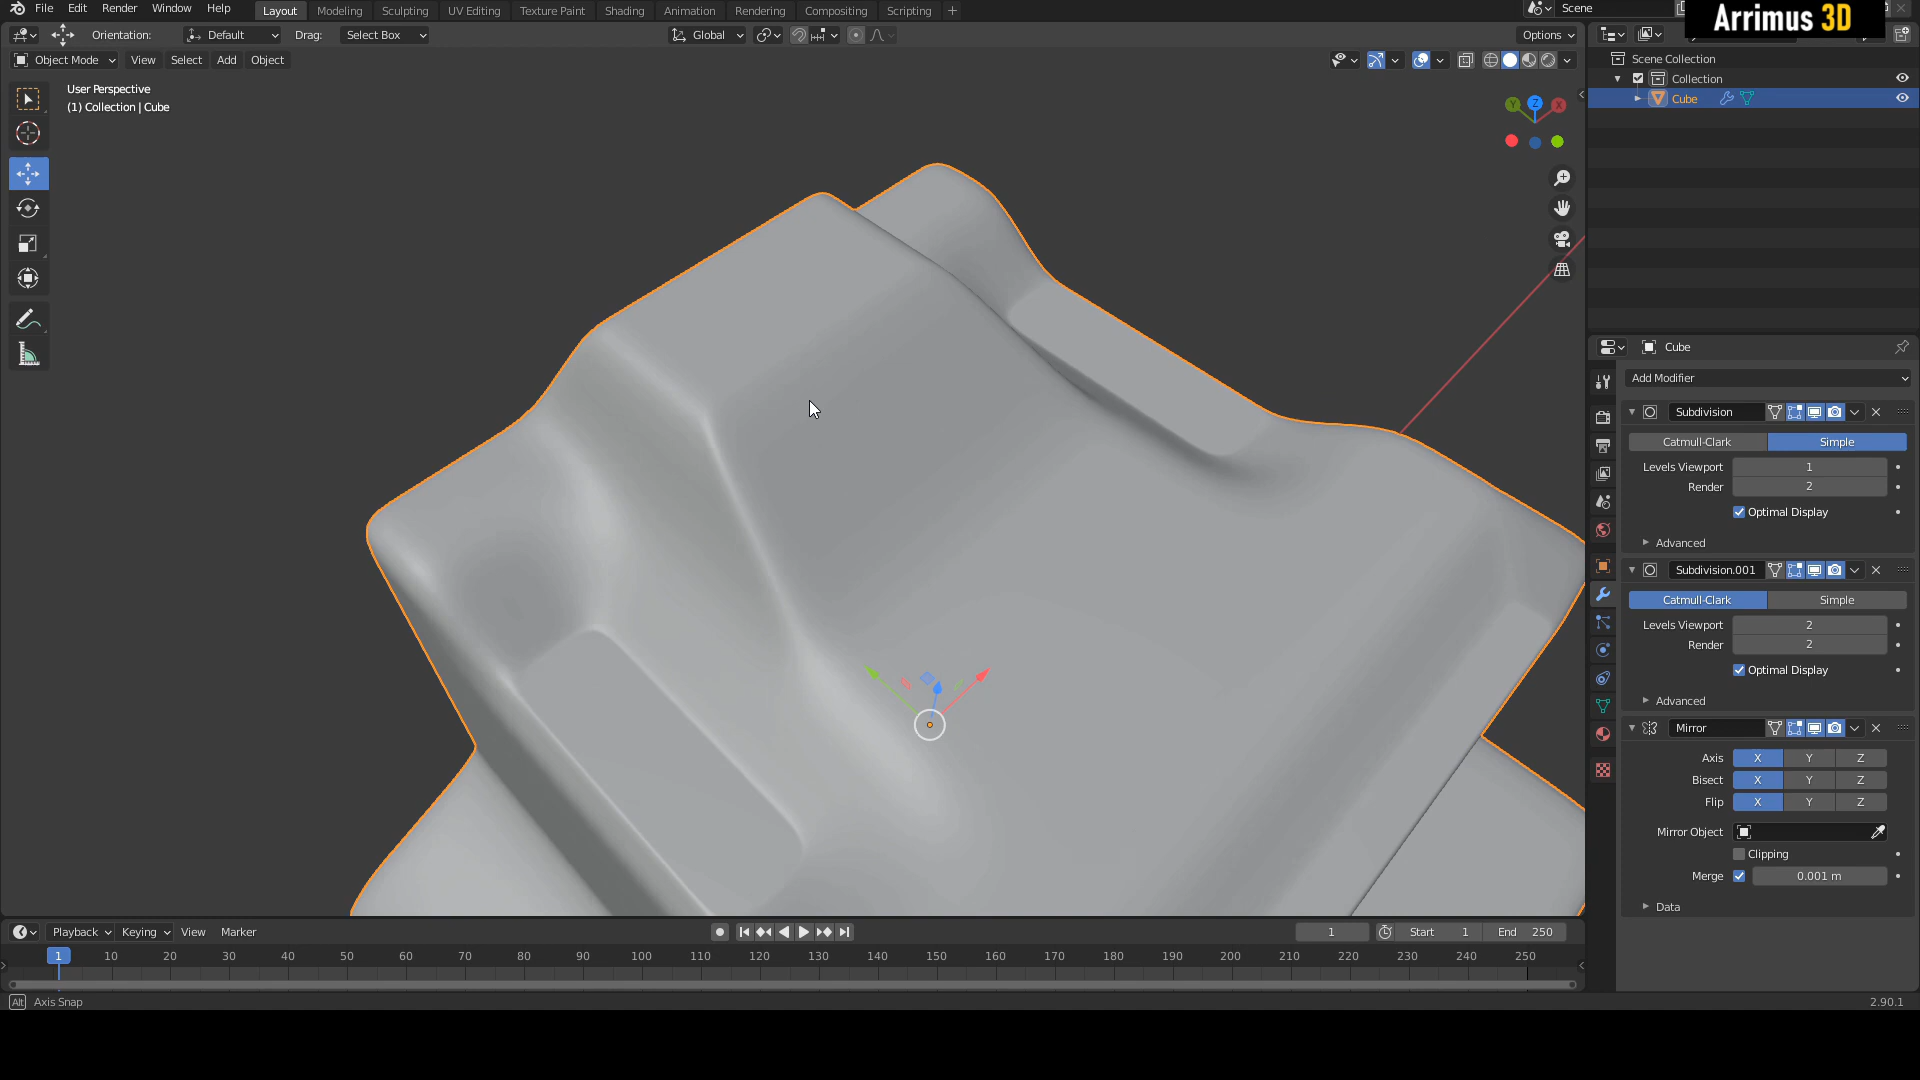 File Edit Render Window Help Layout Modeling Sculpting UV Editing Texture Paint Shading Animation Rendering Compositing Scripting + Scene
Arrimus 3D
Orientation: Default Drag: Select Box Global Options
Object Mode View Select Add Object
User Perspective
(1) Collection | Cube
Y Z X
Scene Collection
Collection
Cube
Cube
Add Modifier
Subdivision
Catmull-Clark Simple
Levels Viewport 1
Render 2
Optimal Display
Advanced
Subdivision.001
Catmull-Clark Simple
Levels Viewport 2
Render 2
Optimal Display
Advanced
Mirror
Axis X Y Z
Bisect X Y Z
Flip X Y Z
Mirror Object
Clipping
Merge 0.001 m
Data
Playback Keying View Marker 1 Start 1 End 250
1 10 20 30 40 50 60 70 80 90 100 110 120 130 140 150 160 170 180 190 200 210 220 230 240 250
Alt Axis Snap 2.90.1